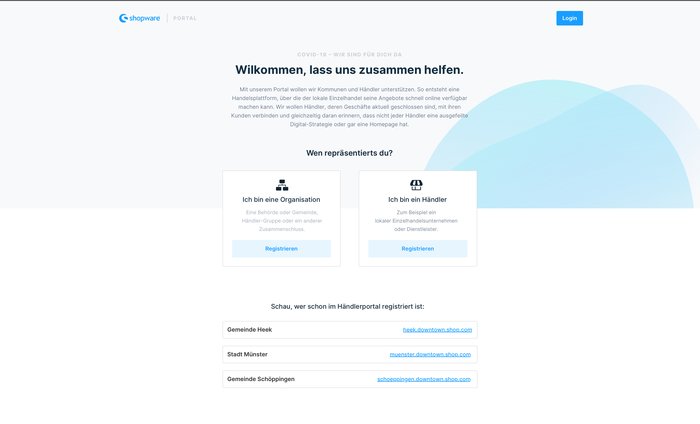 shopware PORTAL Login
COVID-19 – WIR SIND FÜR DICH DA
Wilkommen, lass uns zusammen helfen.
Mit unserem Portal wollen wir Kommunen und Händler unterstützen. So entsteht eine
Handelsplattform, über die der lokale Einzelhandel seine Angebote schnell online verfügbar
machen kann. Wir wollen Händler, deren Geschäfte aktuell geschlossen sind, mit ihren
Kunden verbinden und gleichzeitig daran erinnern, dass nicht jeder Händler eine ausgefeilte
Digital-Strategie oder gar eine Homepage hat.
Wen repräsentierts du?
Ich bin eine Organisation
Eine Behörde oder Gemeinde,
Händler-Gruppe oder ein anderer
Zusammenschluss.
Registrieren
Ich bin ein Händler
Zum Beispiel ein
lokaler Einzelhandelsunternehmen
oder Dienstleister.
Registrieren
Schau, wer schon im Händlerportal registriert ist:
Gemeinde Heek heek.downtown.shop.com
Stadt Münster muenster.downtown.shop.com
Gemeinde Schöppingen schoeppingen.downtown.shop.com